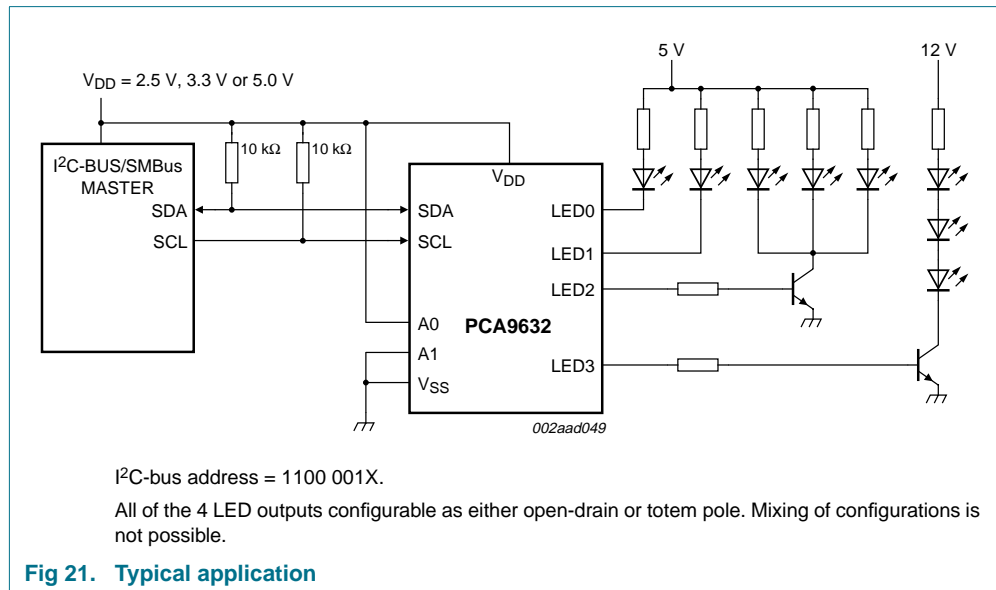 5 V
12 V
VDD = 2.5 V, 3.3 V or 5.0 V
10 kΩ
10 kΩ
I2C-BUS/SMBus
MASTER
SDA
SCL
VDD
SDA
SCL
A0
A1
VSS
PCA9632
LED0
LED1
LED2
LED3
002aad049
I2C-bus address = 1100 001X.
All of the 4 LED outputs configurable as either open-drain or totem pole. Mixing of configurations is
not possible.
Fig 21. Typical application